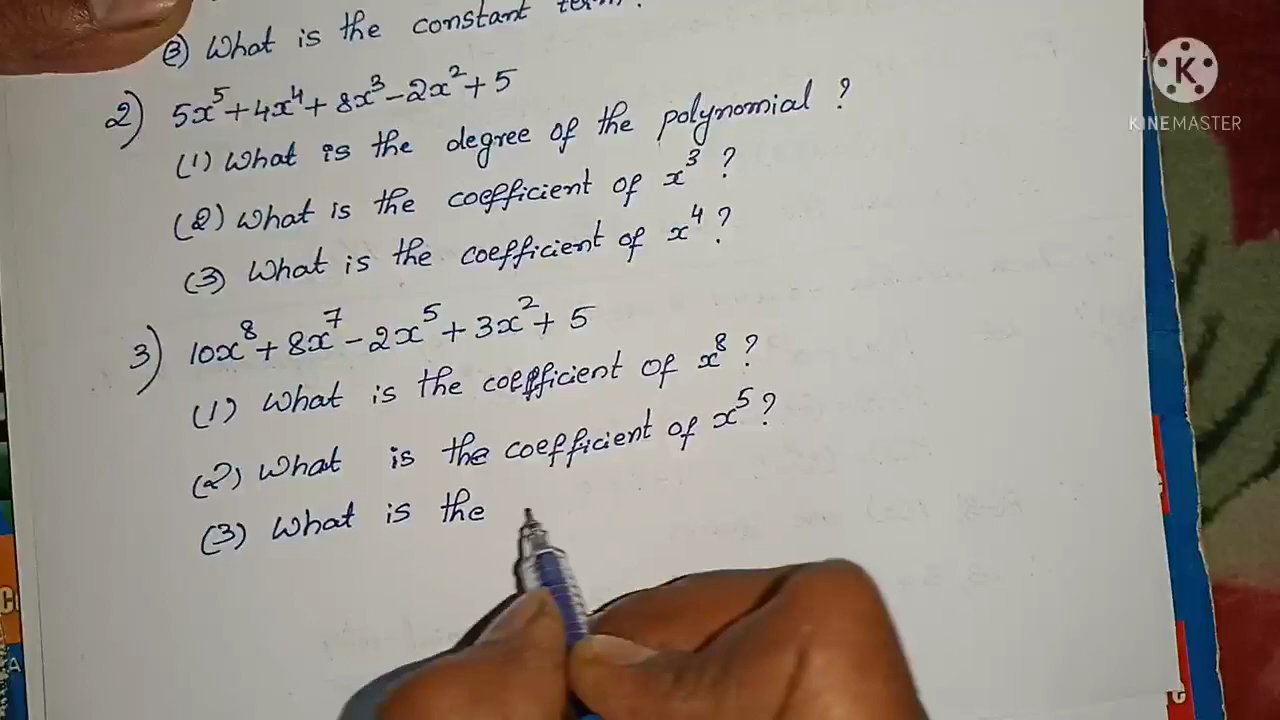 (3) What is the constant term?
2) 5x⁵+4x⁴+8x³-2x²+5
(1) What is the degree of the polynomial ?
(2) What is the coefficient of x³ ?
(3) What is the coefficient of x⁴ ?
3) 10x⁸+8x⁷-2x⁵+3x²+5
(1) What is the coefficient of x⁸ ?
(2) What is the coefficient of x⁵ ?
(3) What is the
K
KINEMASTER